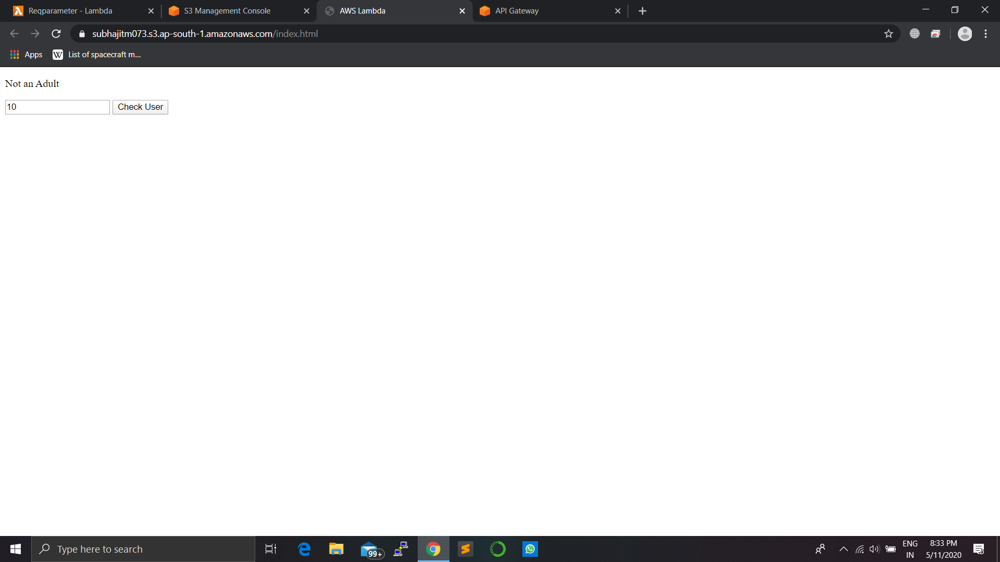 Reqparameter - Lambda
S3 Management Console
AWS Lambda
API Gateway
subhajitm073.s3.ap-south-1.amazonaws.com/index.html
Apps
W
List of spacecraft m...
Not an Adult
10
Check User
Type here to search
99+
ENG
IN
8:33 PM
5/11/2020